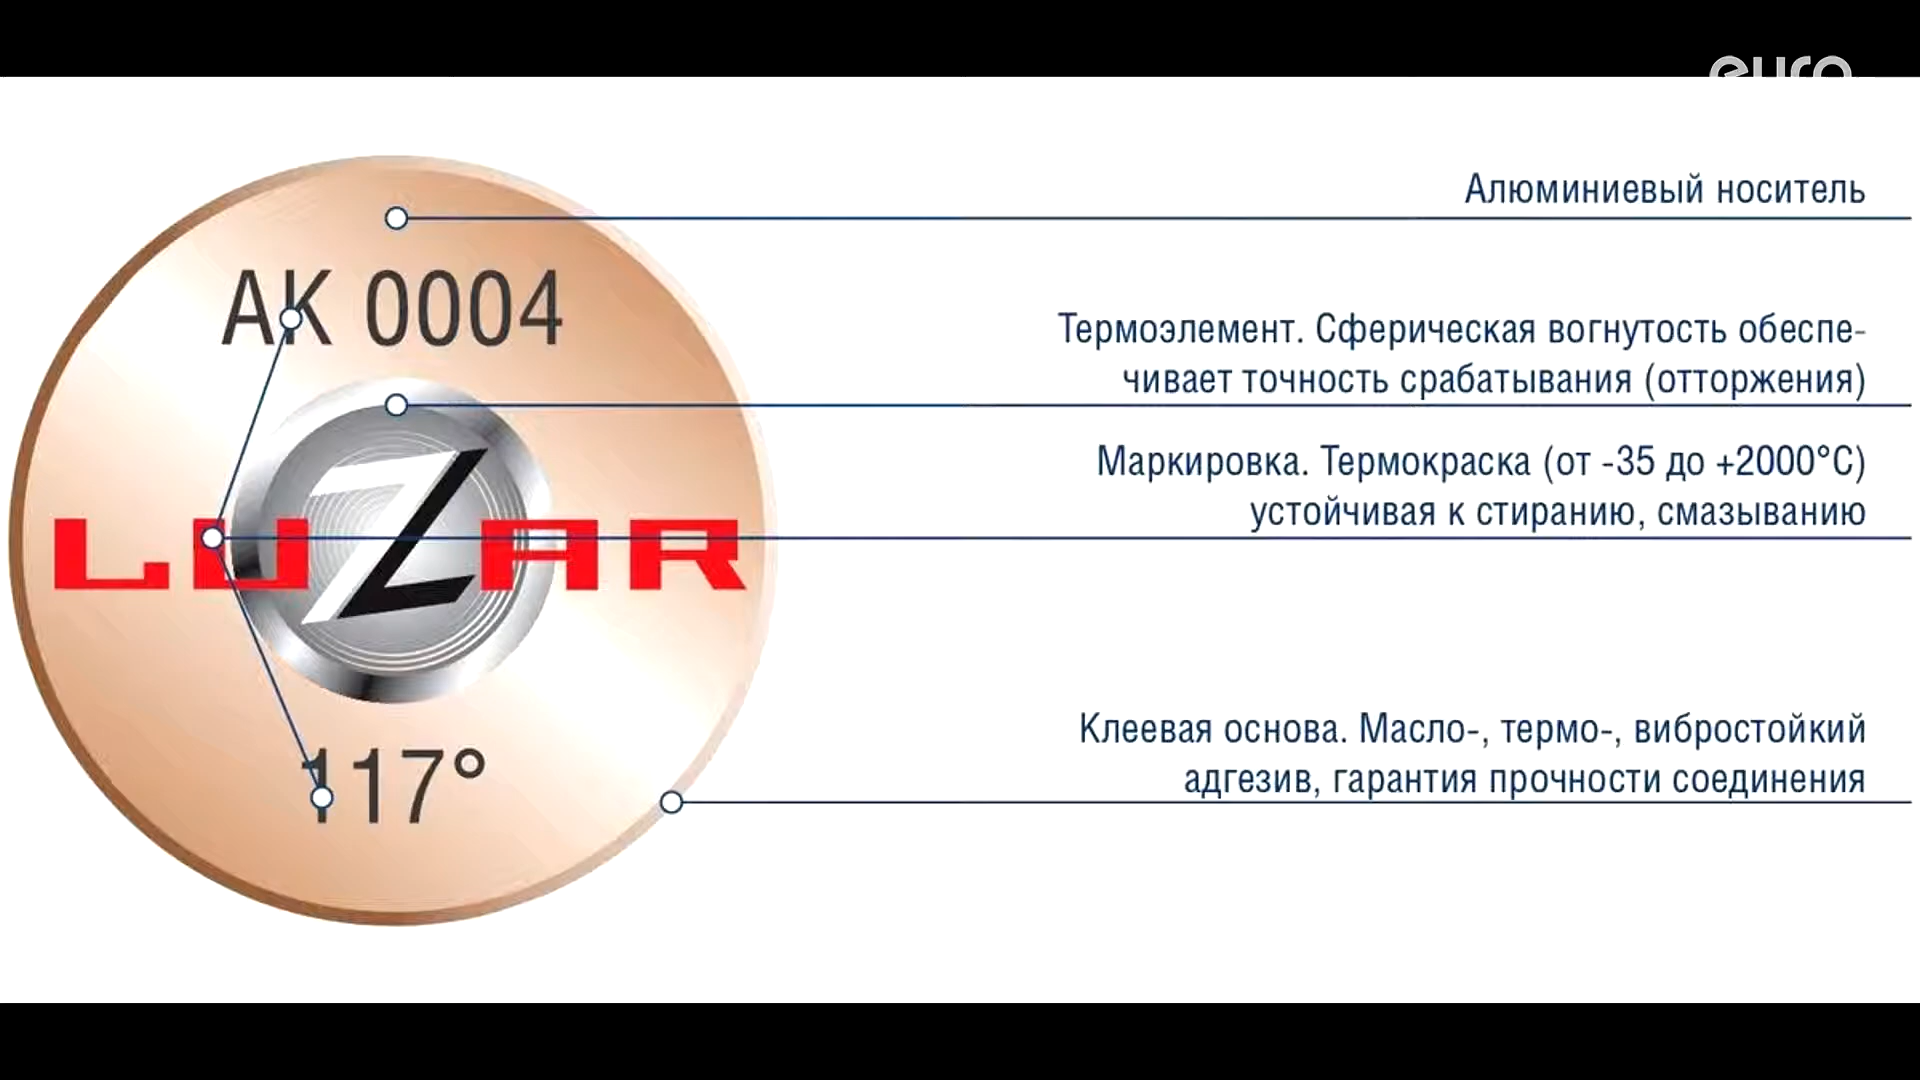 euro
Алюминиевый носитель
AK 0004
Термоэлемент. Сферическая вогнутость обеспе-
чивает точность срабатывания (отторжения)
Маркировка. Термокраска (от -35 до +2000°С)
устойчивая к стиранию, смазыванию
LUZAR
Клеевая основа. Масло-, термо-, вибростойкий
адгезив, гарантия прочности соединения
117°